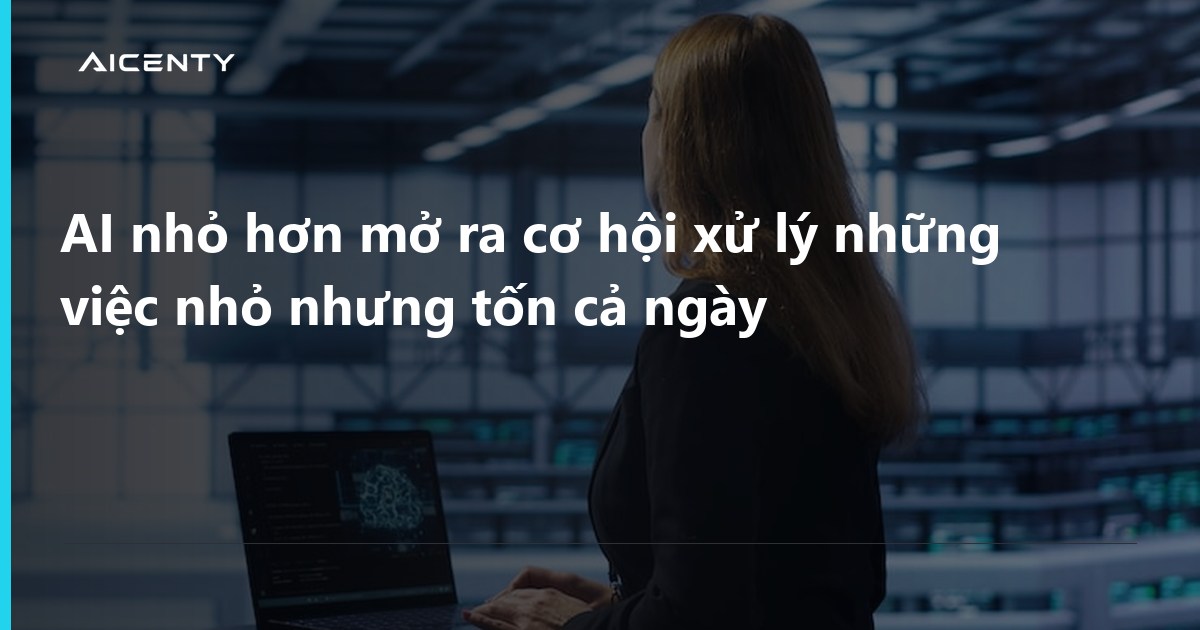 AICENTY
AI nhỏ hơn mở ra cơ hội xử lý những
việc nhỏ nhưng tốn cả ngày